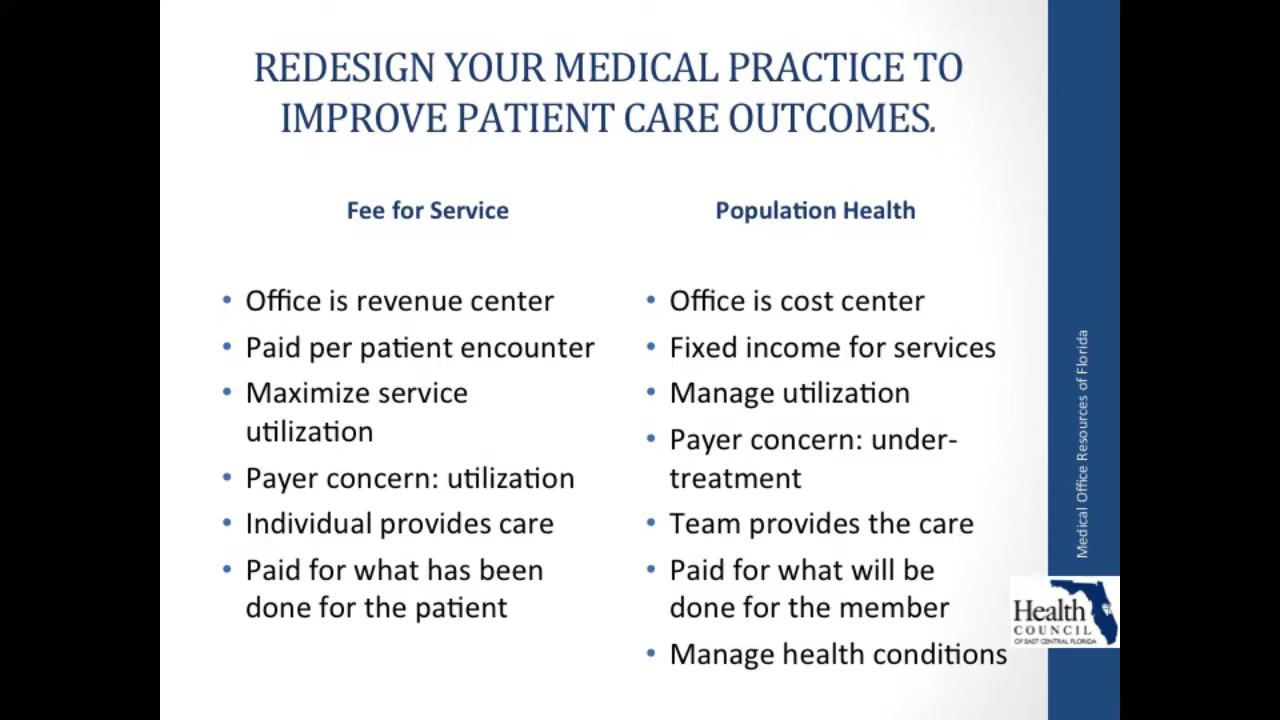 REDESIGN YOUR MEDICAL PRACTICE TO
IMPROVE PATIENT CARE OUTCOMES.
Fee for Service
• Office is revenue center
• Paid per patient encounter
• Maximize service
utilization
• Payer concern: utilization
• Individual provides care
• Paid for what has been
done for the patient
Population Health
• Office is cost center
• Fixed income for services
• Manage utilization
• Payer concern: under-
treatment
• Team provides the care
• Paid for what will be
done for the member
• Manage health conditions
Medical Office Resources of Florida
Health
COUNCIL
OF EAST CENTRAL FLORIDA